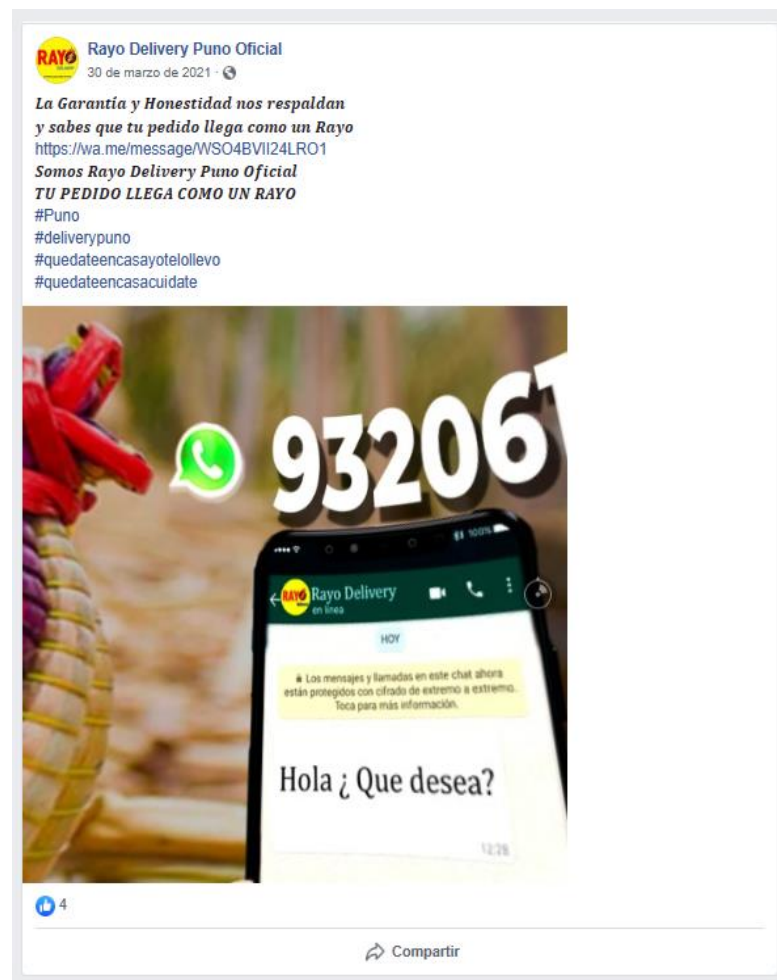 RAYO
Rayo Delivery Puno Oficial
30 de marzo de 2021 ·
La Garantía y Honestidad nos respaldan
y sabes que tu pedido llega como un Rayo
https://wa.me/message/WSO4BVII24LRO1
Somos Rayo Delivery Puno Oficial
TU PEDIDO LLEGA COMO UN RAYO
#Puno
#deliverypuno
#quedateencasayotelollevo
#quedateencasacuidate
93206
100%
RAYO
Rayo Delivery
en línea
HOY
Los mensajes y llamadas en este chat ahora
están protegidos con cifrado de extremo a extremo.
Toca para más información.
Hola ¿ Que desea?
12:28
4
Compartir